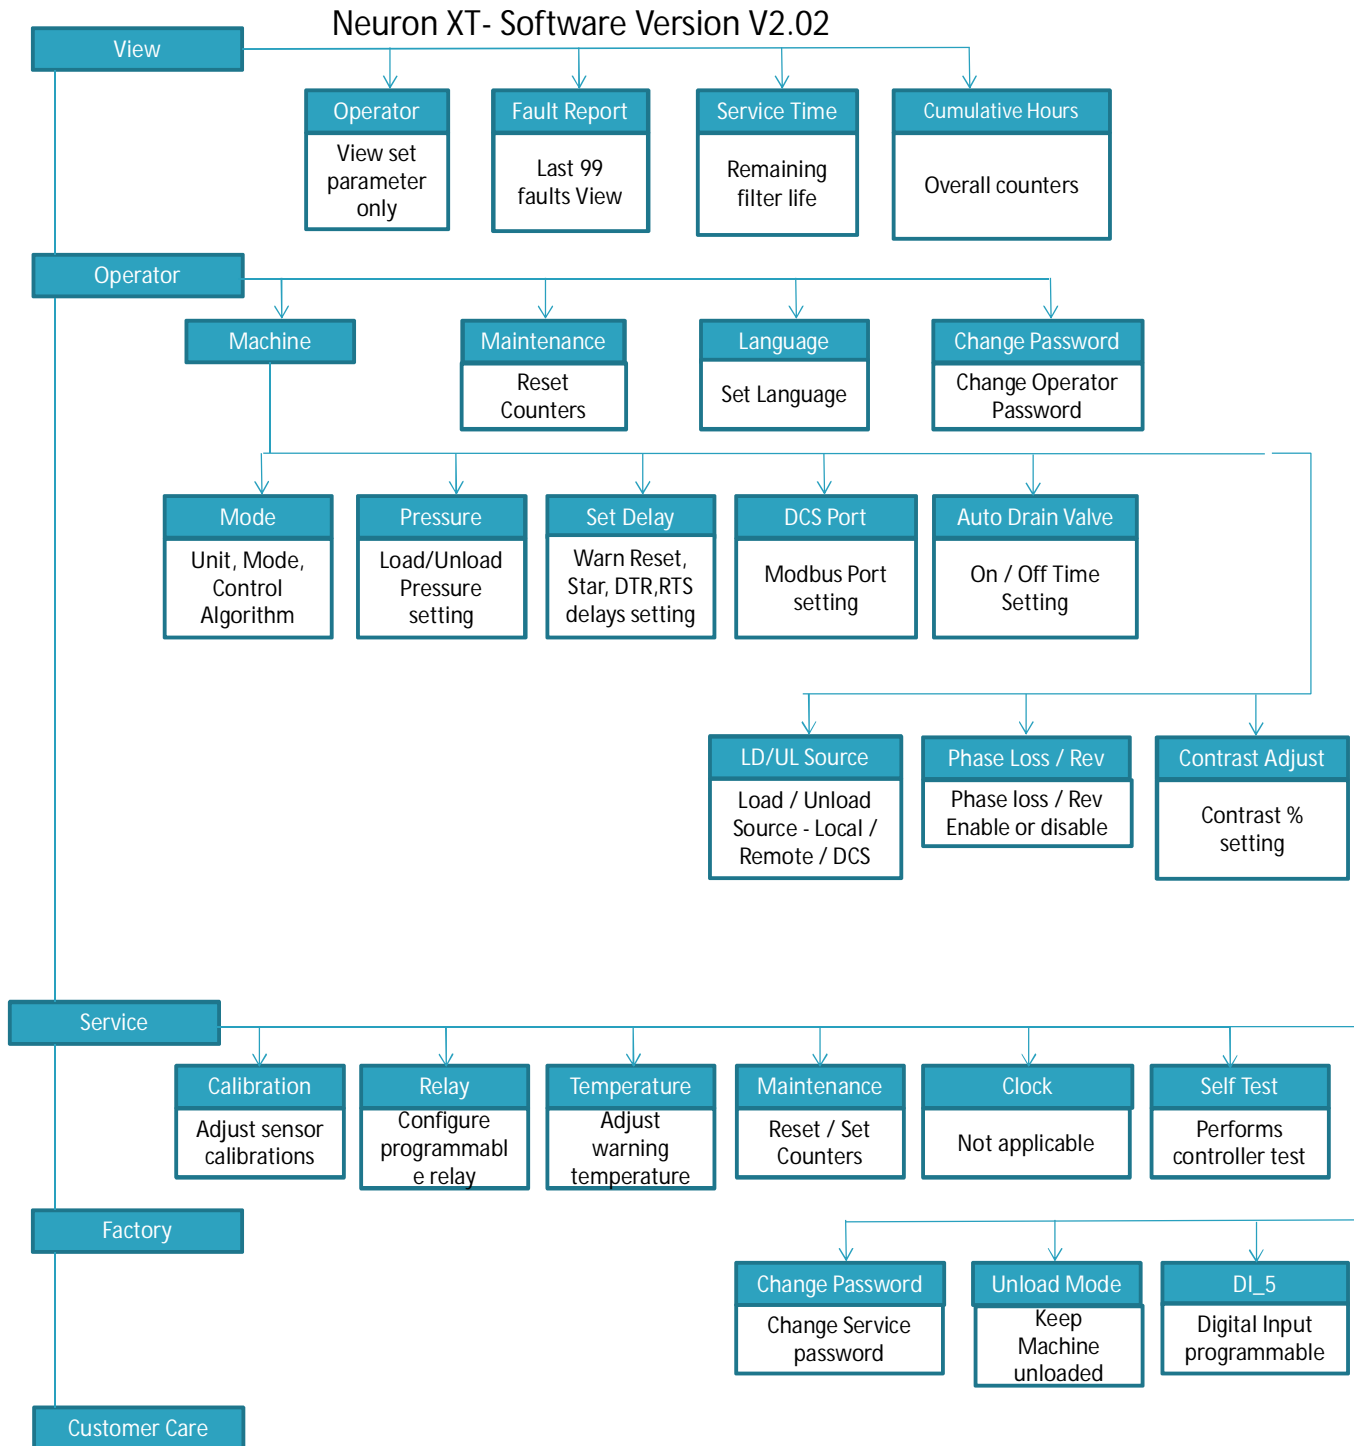 Neuron XT- Software Version V2.02
View
Operator
View set
parameter
only
Fault Report
Last 99
faults View
Service Time
Remaining
filter life
Cumulative Hours
Overall counters
Operator
Machine
Maintenance
Reset
Counters
Language
Set Language
Change Password
Change Operator
Password
Mode
Unit, Mode,
Control
Algorithm
Pressure
Load/Unload
Pressure
setting
Set Delay
Warn Reset,
Star, DTR,RTS
delays setting
DCS Port
Modbus Port
setting
Auto Drain Valve
On / Off Time
Setting
LD/UL Source
Load / Unload
Source - Local /
Remote / DCS
Phase Loss / Rev
Phase loss / Rev
Enable or disable
Contrast Adjust
Contrast %
setting
Service
Calibration
Adjust sensor
calibrations
Relay
Configure
programmabl
e relay
Temperature
Adjust
warning
temperature
Maintenance
Reset / Set
Counters
Clock
Not applicable
Self Test
Performs
controller test
Factory
Change Password
Change Service
password
Unload Mode
Keep
Machine
unloaded
DI_5
Digital Input
programmable
Customer Care